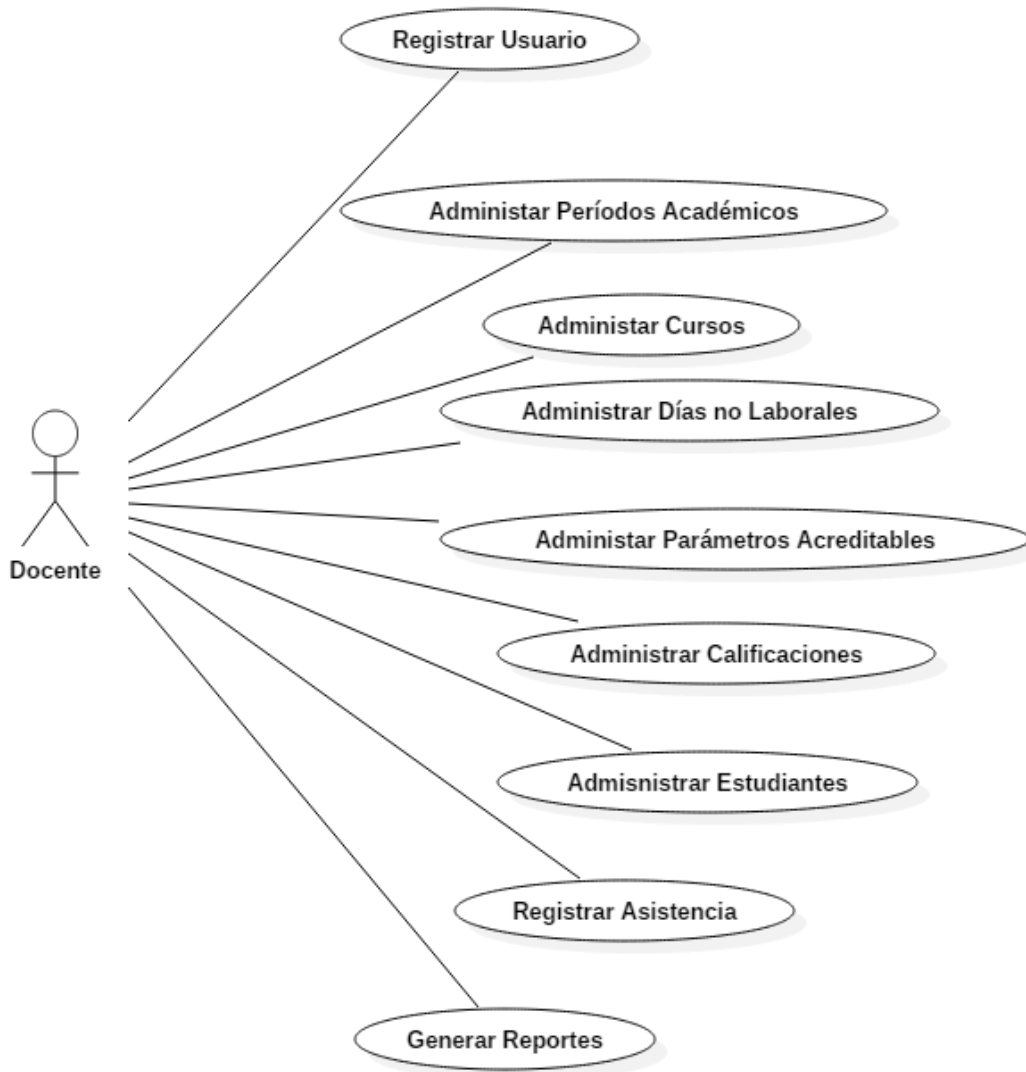 Registrar Usuario
Administar Períodos Académicos
Administar Cursos
Administrar Días no Laborales
Administar Parámetros Acreditables
Administrar Calificaciones
Admisnistrar Estudiantes
Registrar Asistencia
Generar Reportes
Docente